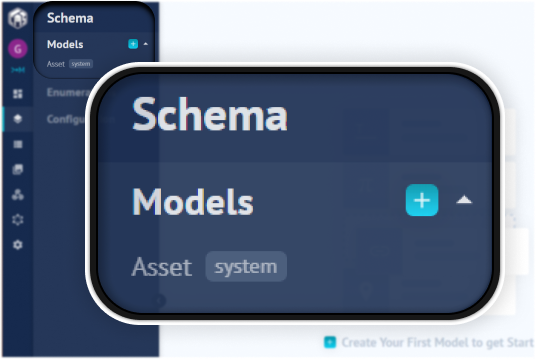 Schema
Models
Asset system
Enumera
Configu
G
Schema
Models
Asset system
Create Your First Model to get Start